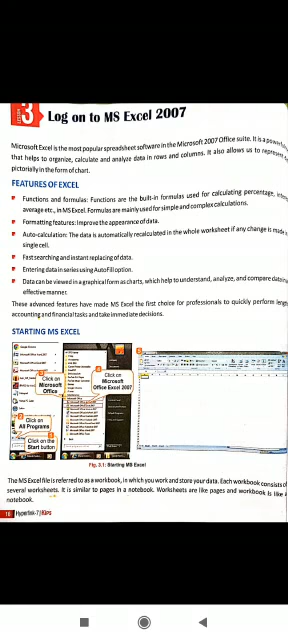 LESSON
3
Log on to MS Excel 2007
Microsoft Excel is the most popular spreadsheet software in the Microsoft 2007 Office suite. It is a powerful
that helps to organize, calculate and analyze data in rows and columns. It also allows us to represent
pictorially in the form of chart.
FEATURES OF EXCEL
Functions and formulas: Functions are the built-in formulas used for calculating percentage,
average etc., in MS Excel. Formulas are mainly used for simple and complex calculations.
Formatting features: Improve the appearance of data.
Auto-calculation: The data is automatically recalculated in the whole worksheet if any change is made
single cell.
Fast searching and instant replacing of data.
Entering data in series using AutoFill option.
Data can be viewed in a graphical form as charts, which help to understand, analyze, and compare data in
effective manner.
These advanced features have made MS Excel the first choice for professionals to quickly perform
accounting and financial tasks and take immediate decisions.
STARTING MS EXCEL
Click on
Microsoft
Office
Click on
Microsoft
Office Excel 2007
Click on
All Programs
Click on the
Start button
Fig. 3.1: Starting MS Excel
The MS Excel file is referred to as a workbook, in which you work and store your data. Each workbook consists of
several worksheets. It is similar to pages in a notebook. Worksheets are like pages and workbook is like a
notebook.
Hyperlink-7 | KIPS